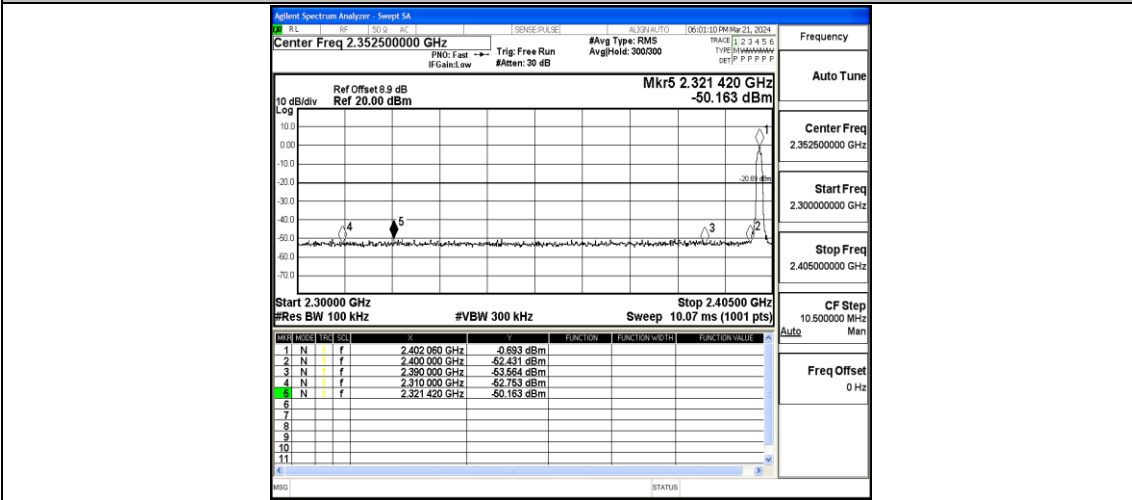 Agilent Spectrum Analyzer - Swept SA
RL RF 50 Ω AC SENSE:PULSE ALIGN AUTO 06:01:10 PM Mar 21, 2024
Center Freq 2.352500000 GHz
PNO: Fast
IFGain:Low
Trig: Free Run
#Atten: 30 dB
#Avg Type: RMS
Avg|Hold: 300/300
TRACE 1 2 3 4 5 6
TYPE MWWWWW
DET P P P P P P
Frequency
Auto Tune
Center Freq
2.352500000 GHz
Start Freq
2.300000000 GHz
Stop Freq
2.405000000 GHz
CF Step
10.500000 MHz
Auto Man
Freq Offset
0 Hz
Mkr5 2.321 420 GHz
-50.163 dBm
Ref Offset 8.9 dB
10 dB/div Ref 20.00 dBm
Log
10.0
0.00
-10.0
-20.0
-30.0
-40.0
-50.0
-60.0
-70.0
1
-20.69 dBm
4
5
3
2
Start 2.30000 GHz Stop 2.40500 GHz
#Res BW 100 kHz #VBW 300 kHz Sweep 10.07 ms (1001 pts)
MKR MODE TRC SCL X Y FUNCTION FUNCTION WIDTH FUNCTION VALUE
1 N 1 f 2.402 060 GHz -0.693 dBm
2 N 1 f 2.400 000 GHz -52.431 dBm
3 N 1 f 2.390 000 GHz -53.564 dBm
4 N 1 f 2.310 000 GHz -52.753 dBm
5 N 1 f 2.321 420 GHz -50.163 dBm
6
7
8
9
10
11
MSG STATUS